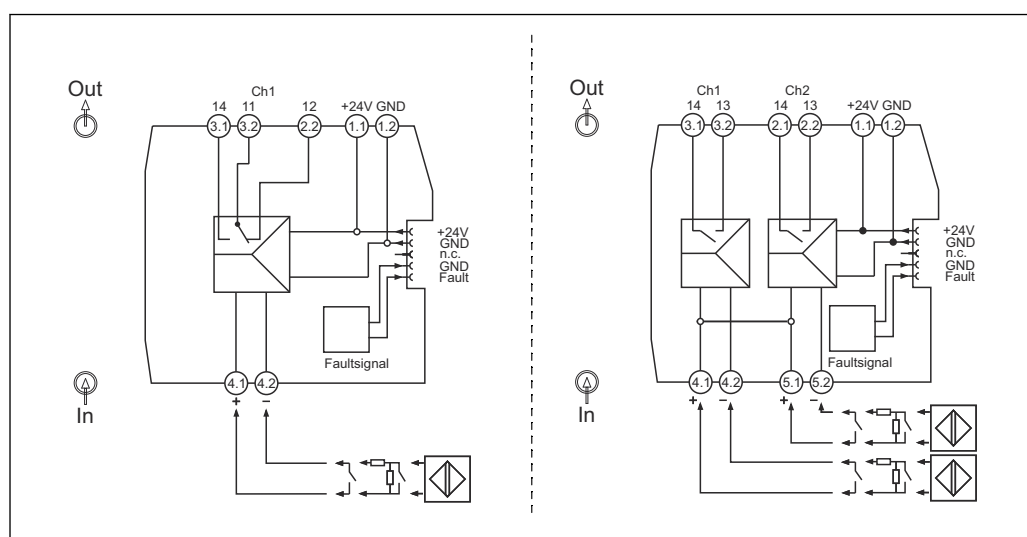 Out
Ch1
14 11 12 +24V GND
3.1 3.2 2.2 1.1 1.2
+24V
GND
n.c.
GND
Fault
Faultsignal
4.1 4.2
+ −
In
Out
Ch1 Ch2
14 13 14 13 +24V GND
3.1 3.2 2.1 2.2 1.1 1.2
+24V
GND
n.c.
GND
Fault
Faultsignal
4.1 4.2 5.1 5.2
+ − + −
In